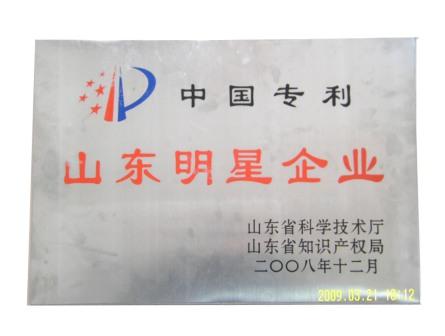 中国专利
山东明星企业
山东省科学技术厅
山东省知识产权局
二〇〇八年十二月
2009.03.21 16:12